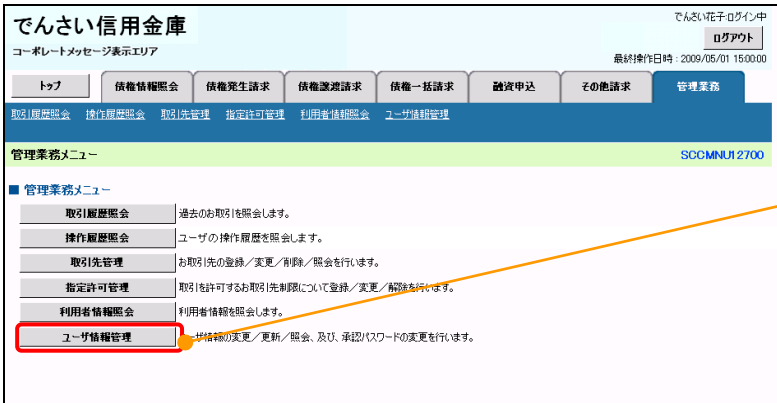 でんさい信用金庫
コーポレートメッセージ表示エリア
でんさい花子:ログイン中
ログアウト
最終操作日時：2009/05/01 15:00:00
トップ 債権情報照会 債権発生請求 債権譲渡請求 債権一括請求 融資申込 その他請求 管理業務
取引履歴照会 操作履歴照会 取引先管理 指定許可管理 利用者情報照会 ユーザ情報管理
管理業務メニュー SCCMNU12700
■ 管理業務メニュー
取引履歴照会 過去のお取引を照会します。
操作履歴照会 ユーザの操作履歴を照会します。
取引先管理 お取引先の登録／変更／削除／照会を行います。
指定許可管理 取引を許可するお取引先制限について登録／変更／解除を行います。
利用者情報照会 利用者情報を照会します。
ユーザ情報管理 ユーザ情報の変更／更新／照会、及び、承認パスワードの変更を行います。